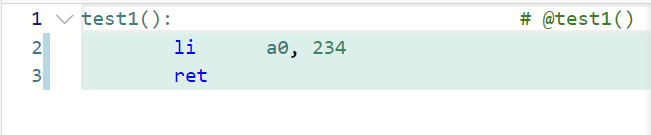 1 test1(): # @test1()
2 li a0, 234
3 ret